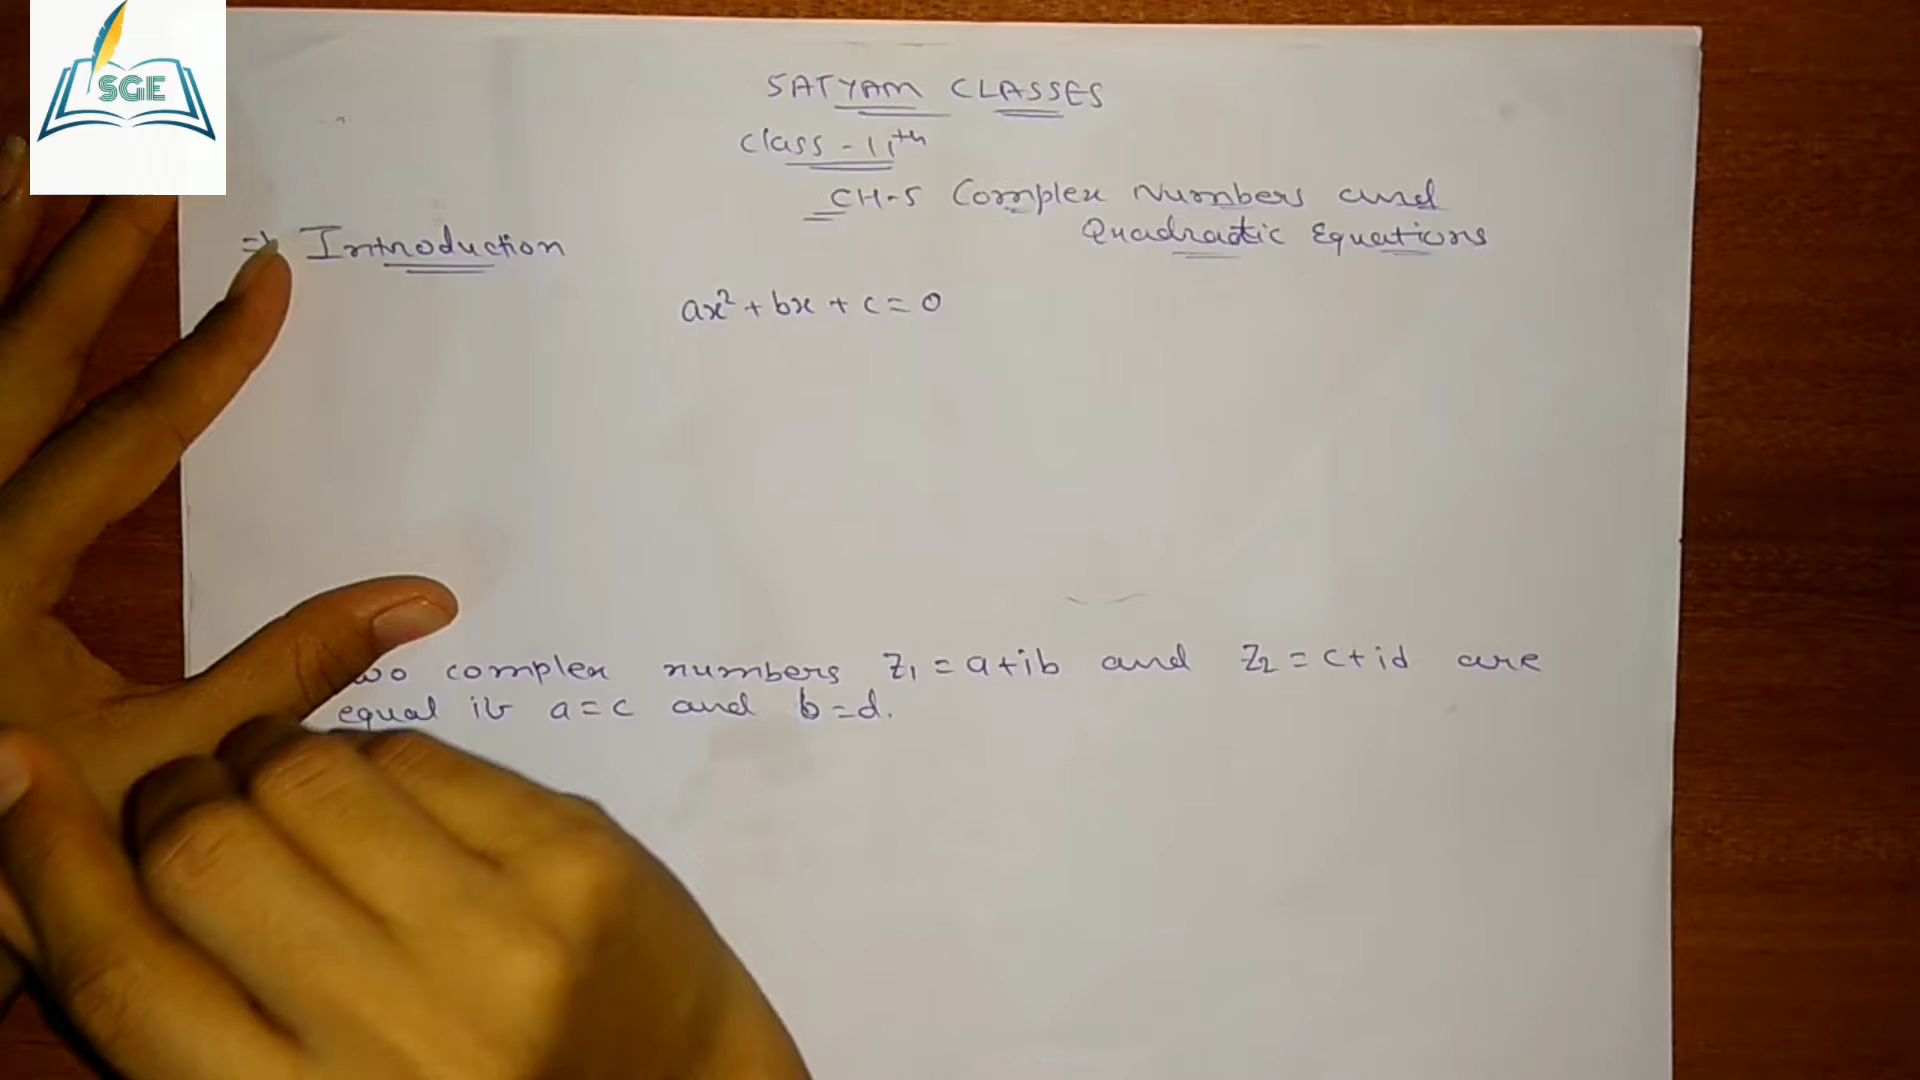 SGE
SATYAM CLASSES
Class - 11th
CH-5 Complex Numbers and
Quadratic Equations
=> Introduction
ax² + bx + c = 0
complex numbers Z₁ = a+ib and Z₂ = c+id are
equal if a=c and b=d.